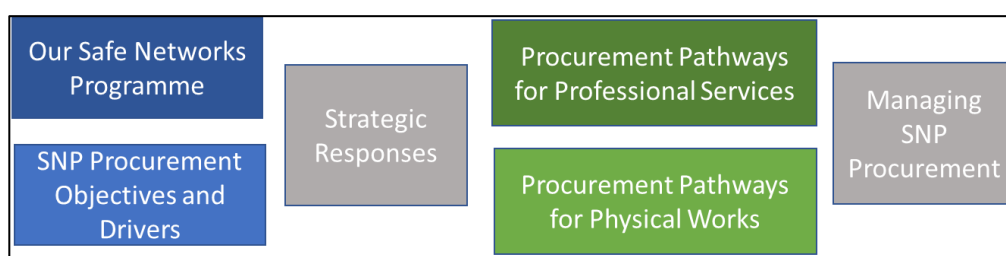 Our Safe Networks
Programme
SNP Procurement
Objectives and
Drivers
Strategic
Responses
Procurement Pathways
for Professional Services
Procurement Pathways
for Physical Works
Managing
SNP
Procurement